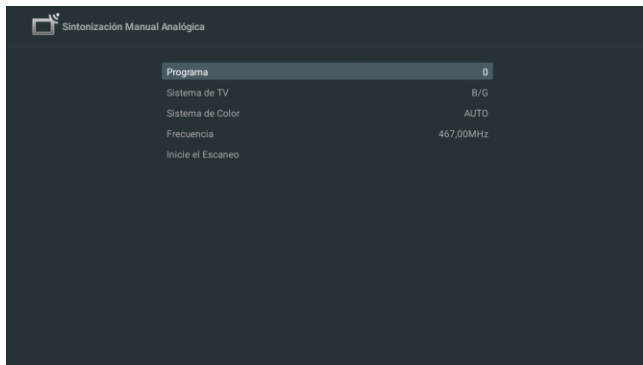 Sintonización Manual Analógica
Programa 0
Sistema de TV B/G
Sistema de Color AUTO
Frecuencia 467,00MHz
Inicie el Escaneo